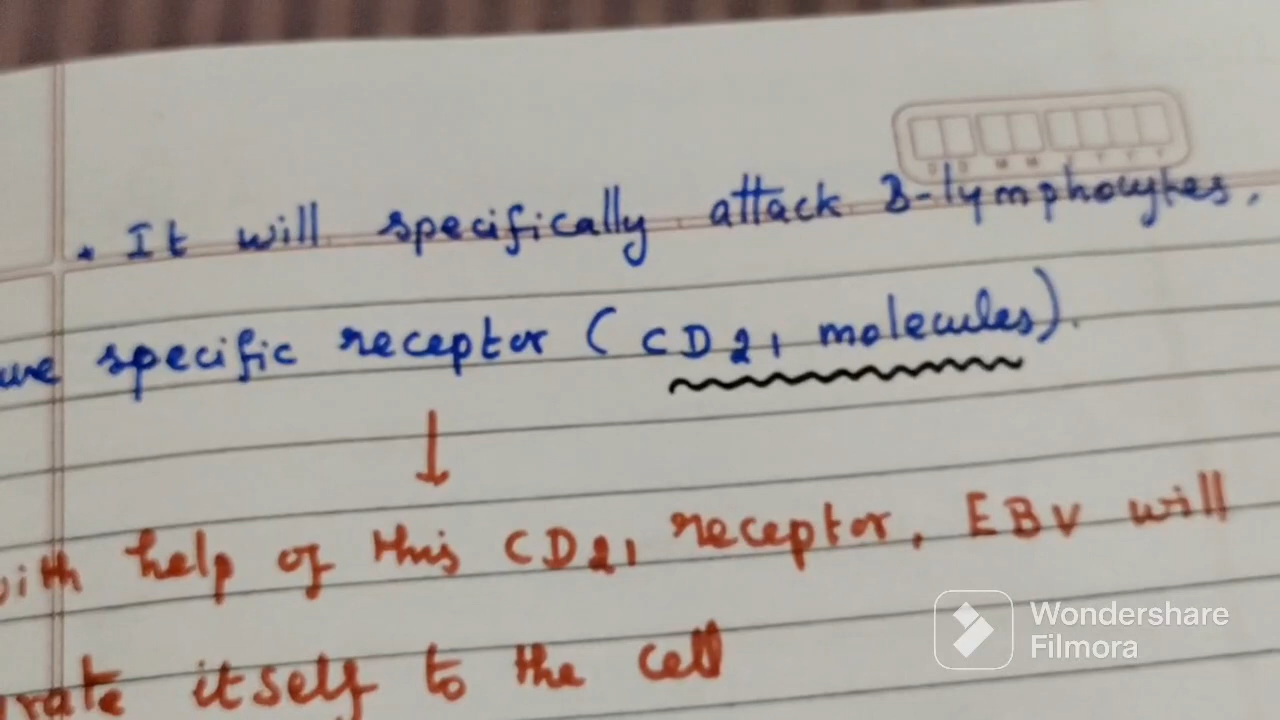 • It will specifically attack B-lymphocytes,
specific receptor (CD21 molecules).
↓
with help of this CD21 receptor, EBV will
itself to the cell
Wondershare
Filmora